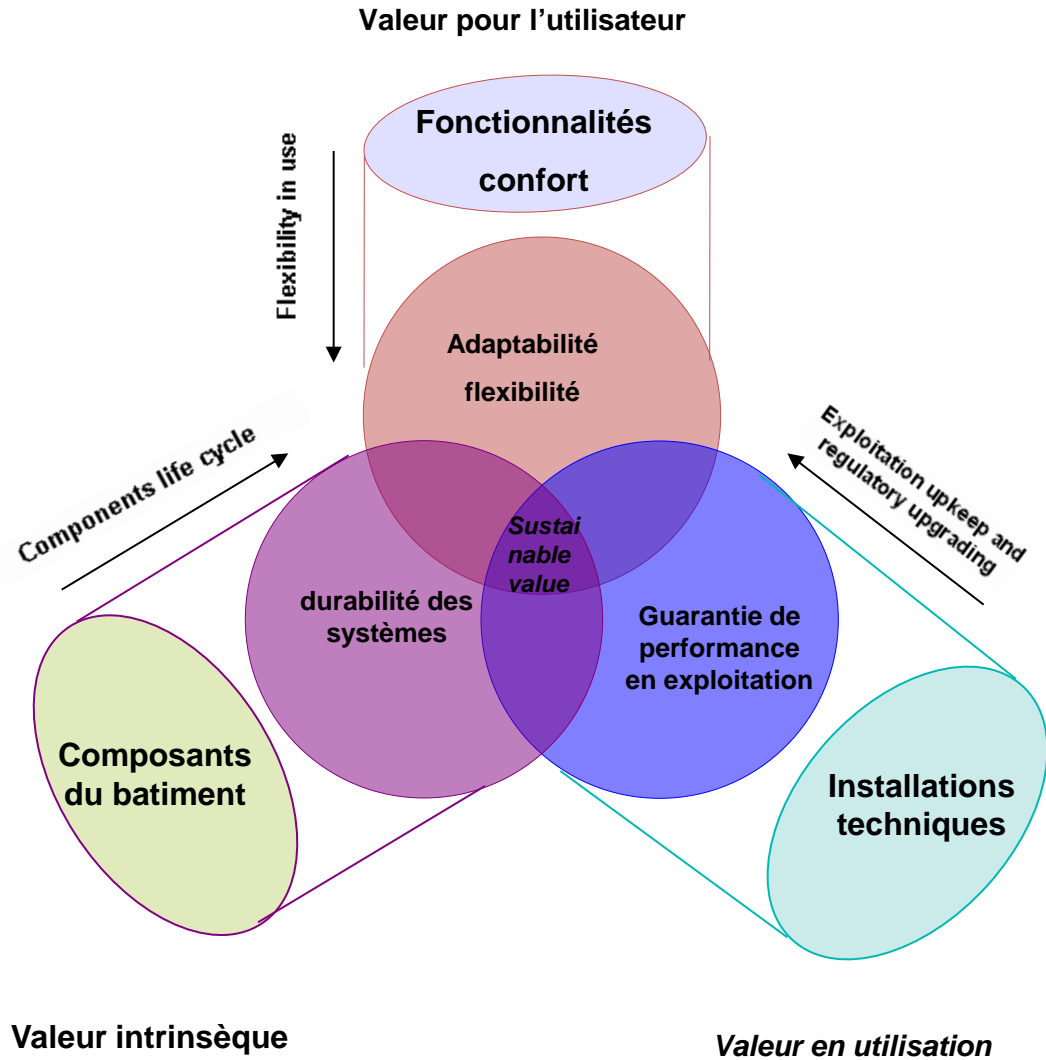 Valeur pour l’utilisateur
Fonctionnalités
confort
Flexibility in use
Adaptabilité
flexibilité
Components life cycle
Exploitation upkeep and
regulatory upgrading
Sustai
nable
value
durabilité des
systèmes
Guarantie de
performance
en exploitation
Composants
du batiment
Installations
techniques
Valeur intrinsèque
Valeur en utilisation